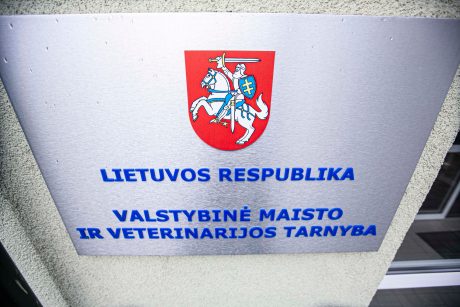 LIETUVOS RESPUBLIKA
VALSTYBINĖ MAISTO
IR VETERINARIJOS TARNYBA